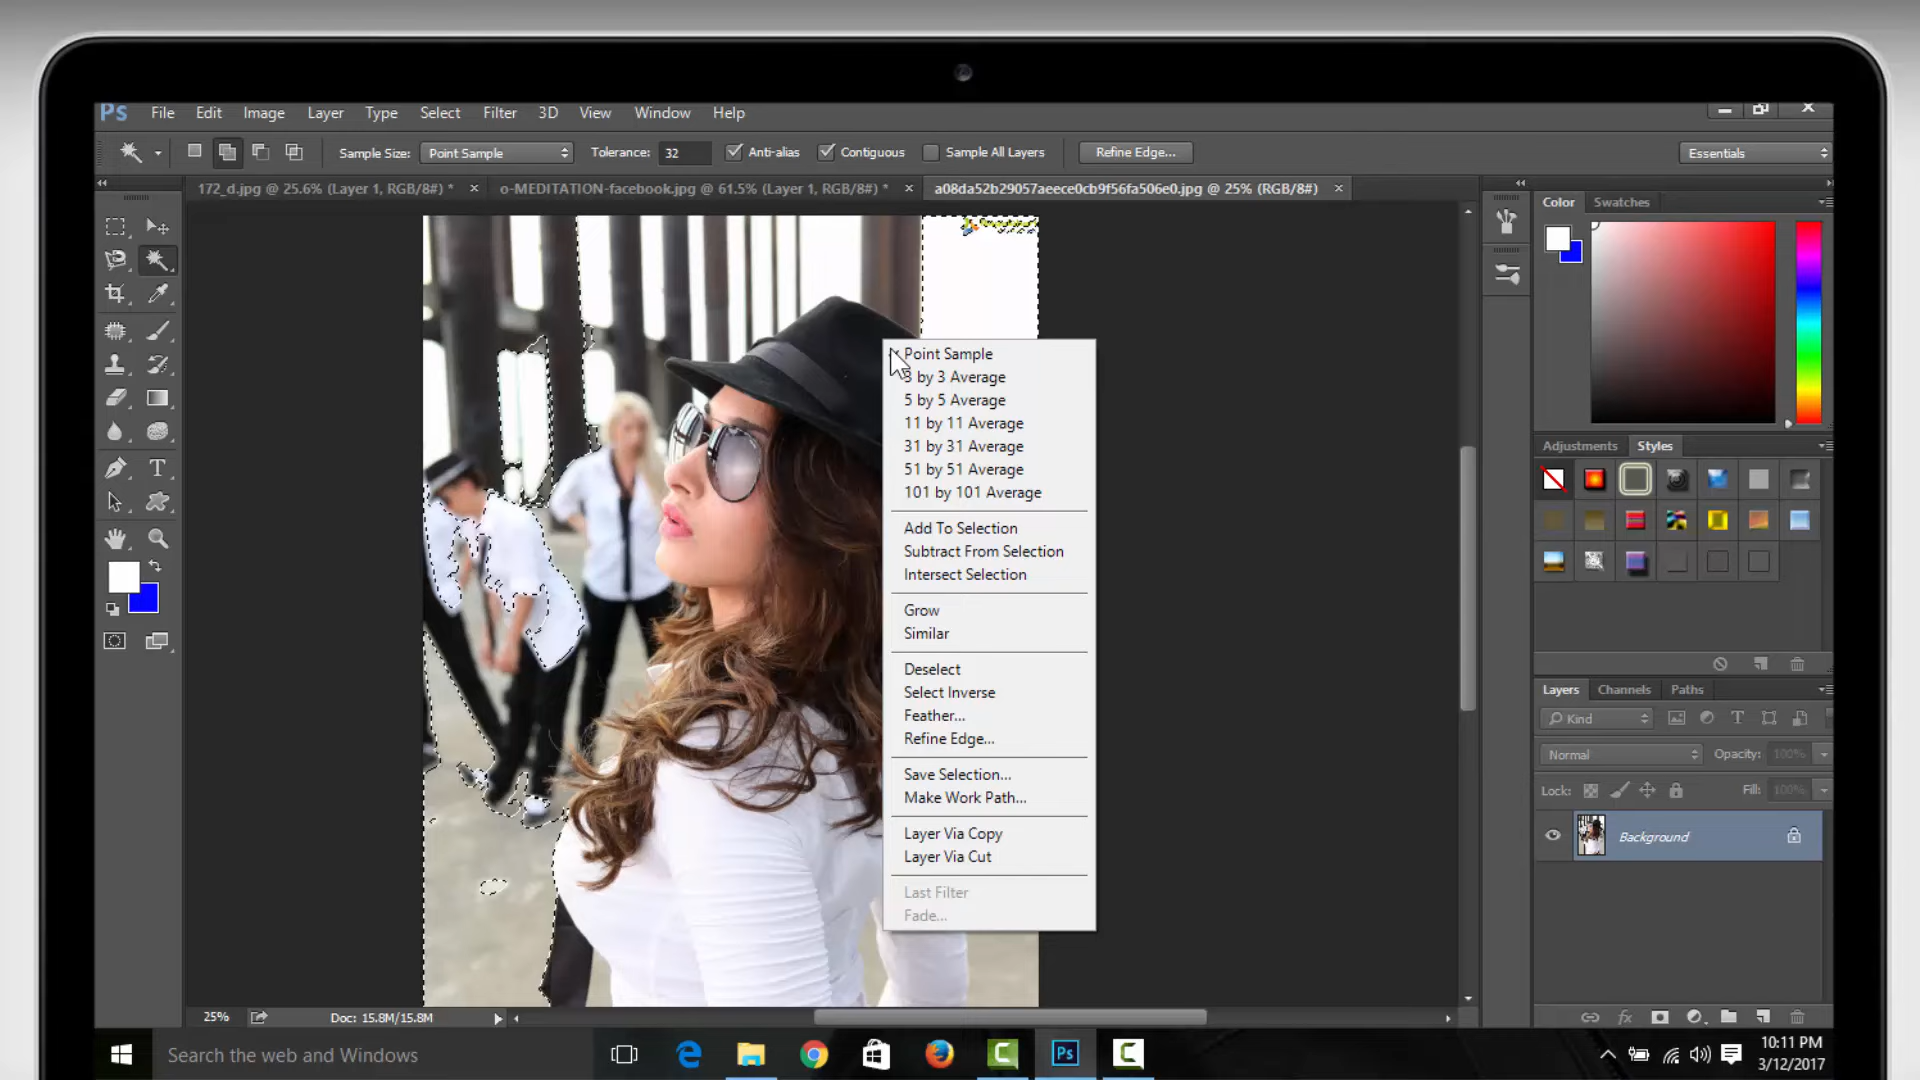 Ps File Edit Image Layer Type Select Filter 3D View Window Help
Sample Size: Point Sample Tolerance: 32 Anti-alias Contiguous Sample All Layers Refine Edge... Essentials
172_d.jpg @ 25.6% (Layer 1, RGB/8#) * × o-MEDITATION-facebook.jpg @ 61.5% (Layer 1, RGB/8#) * × a08da52b29057aeece0cb9f56fa506e0.jpg @ 25% (RGB/8#) ×
Color Swatches
Point Sample
3 by 3 Average
5 by 5 Average
11 by 11 Average
31 by 31 Average
51 by 51 Average
101 by 101 Average
Add To Selection
Subtract From Selection
Intersect Selection
Grow
Similar
Deselect
Select Inverse
Feather...
Refine Edge...
Save Selection...
Make Work Path...
Layer Via Copy
Layer Via Cut
Last Filter
Fade...
Adjustments Styles
Layers Channels Paths
Kind
Normal Opacity: 100%
Lock: Fill: 100%
Background
25% Doc: 15.8M/15.8M
Search the web and Windows
10:11 PM
3/12/2017